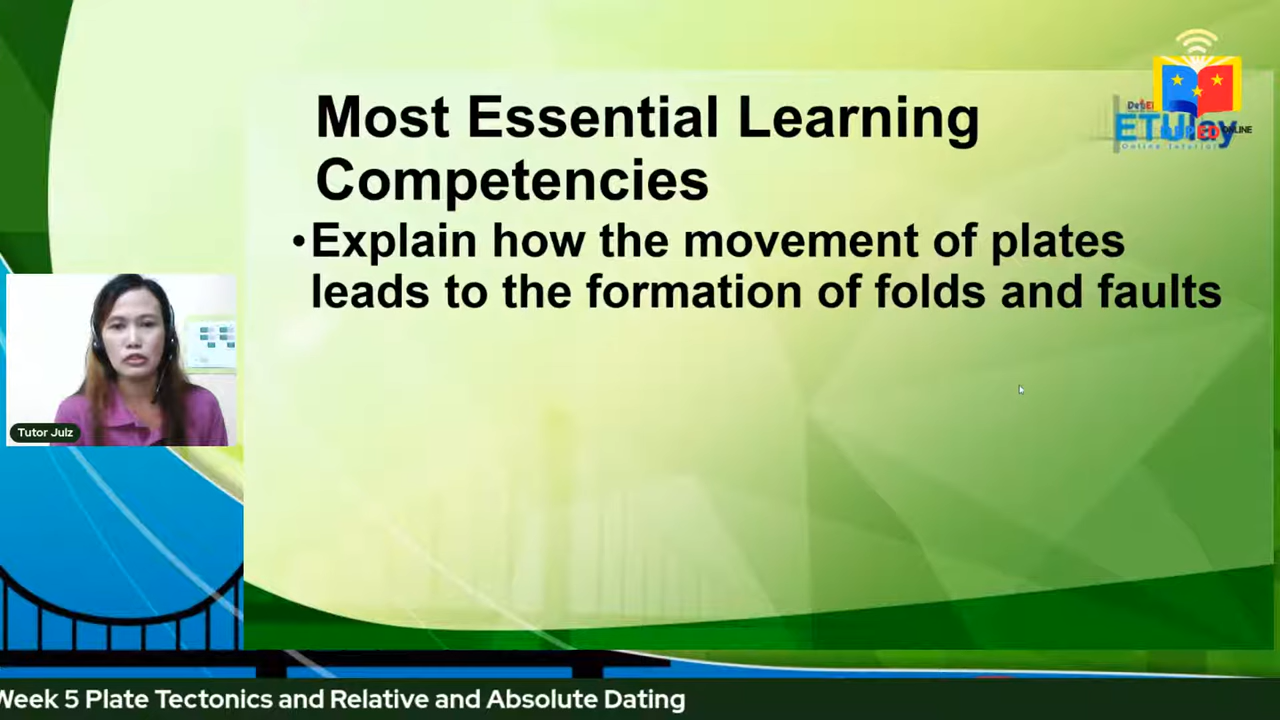 Most Essential Learning
Competencies
•Explain how the movement of plates
leads to the formation of folds and faults
ETUlay
Online Tutorial
ONLINE
Tutor Julz
Week 5 Plate Tectonics and Relative and Absolute Dating